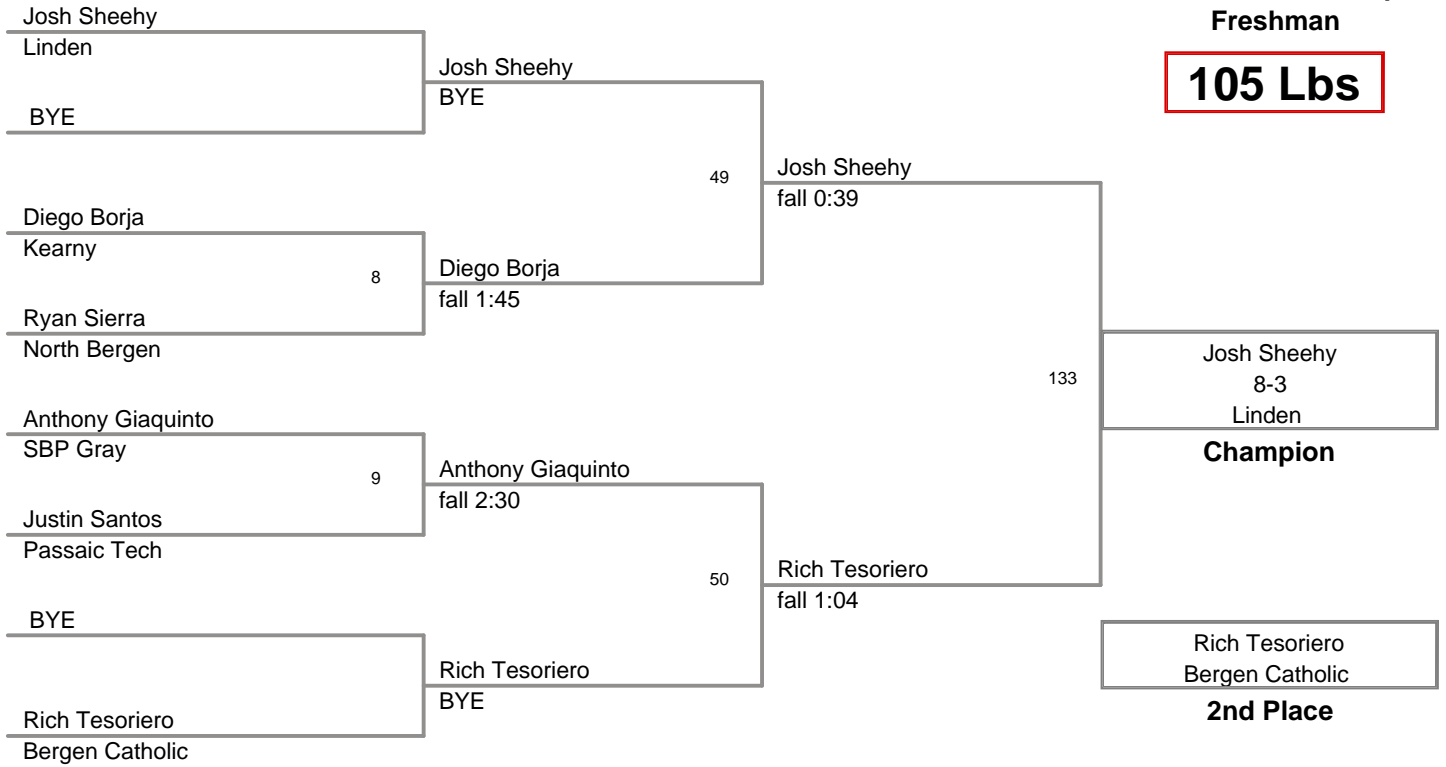 Freshman
105 Lbs
Josh Sheehy
Linden
BYE
Diego Borja
Kearny
8
Ryan Sierra
North Bergen
Anthony Giaquinto
SBP Gray
9
Justin Santos
Passaic Tech
BYE
Rich Tesoriero
Bergen Catholic
Josh Sheehy
BYE
49
Diego Borja
fall 1:45
Anthony Giaquinto
fall 2:30
50
Rich Tesoriero
BYE
Josh Sheehy
fall 0:39
133
Rich Tesoriero
fall 1:04
Josh Sheehy
8-3
Linden
Champion
Rich Tesoriero
Bergen Catholic
2nd Place